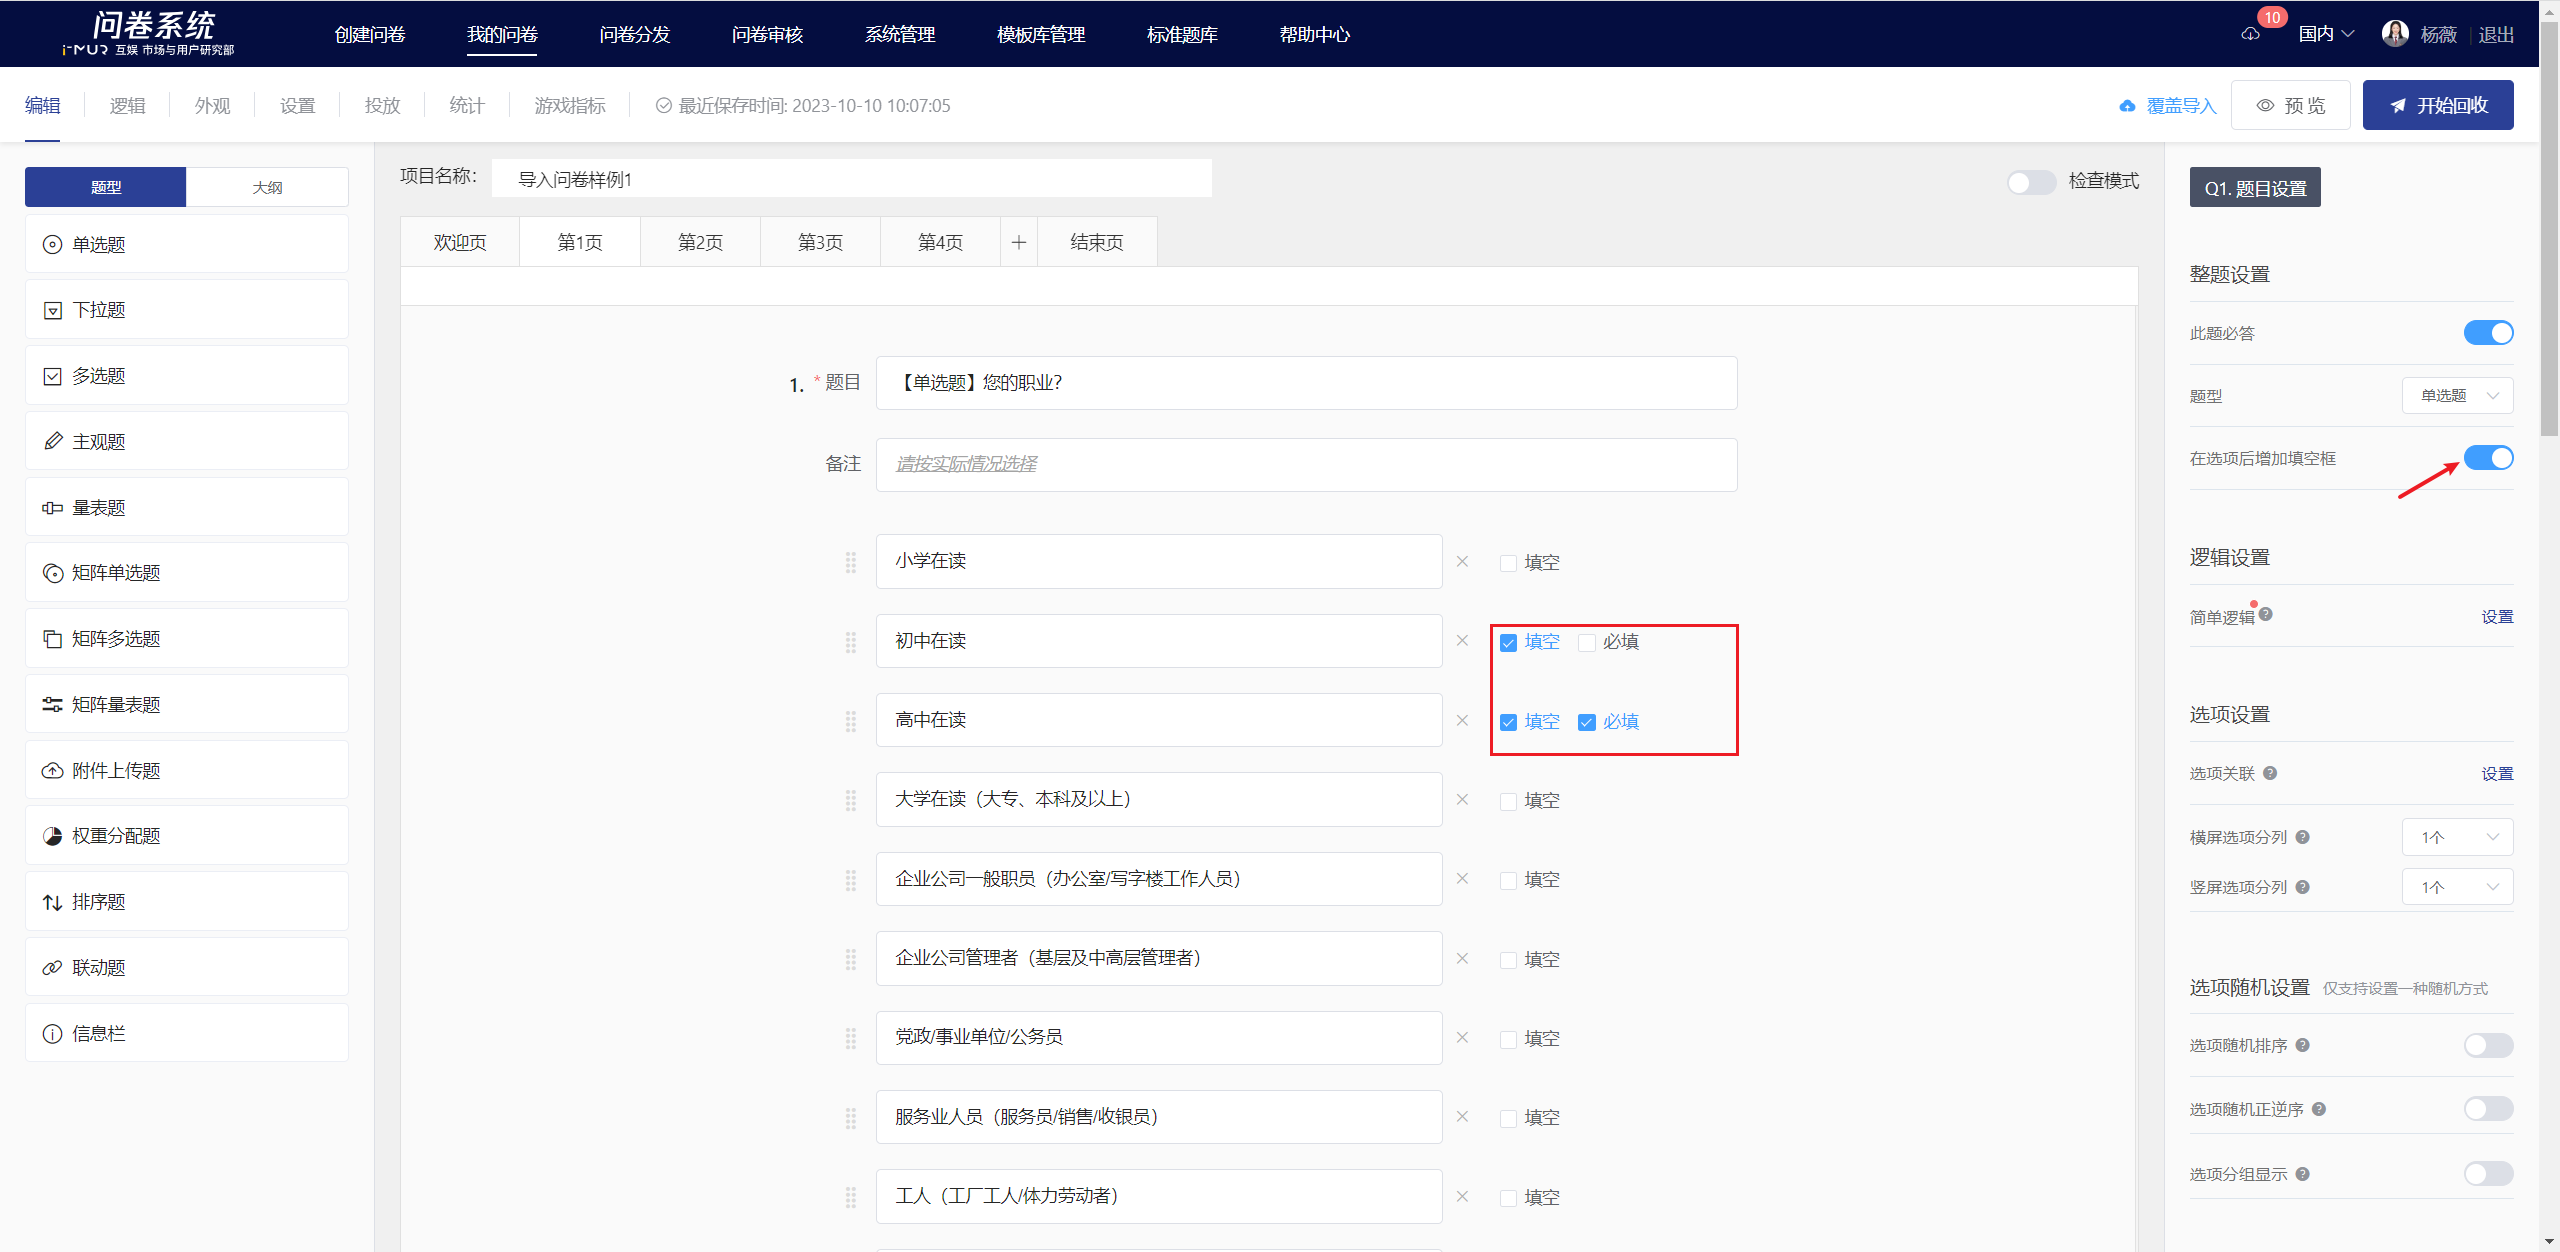 问卷系统
i-MUR 互娱 市场与用户研究部
创建问卷
我的问卷
问卷分发
问卷审核
系统管理
模板库管理
标准题库
帮助中心
10
国内
杨薇
退出
编辑
逻辑
外观
设置
投放
统计
游戏指标
最近保存时间: 2023-10-10 10:07:05
覆盖导入
预 览
开始回收
题型
大纲
单选题
下拉题
多选题
主观题
量表题
矩阵单选题
矩阵多选题
矩阵量表题
附件上传题
权重分配题
排序题
联动题
信息栏
项目名称:
导入问卷样例1
检查模式
欢迎页
第1页
第2页
第3页
第4页
+
结束页
1. * 题目
【单选题】您的职业?
备注
请按实际情况选择
小学在读
填空
初中在读
填空 必填
高中在读
填空 必填
大学在读（大专、本科及以上）
填空
企业公司一般职员（办公室/写字楼工作人员）
填空
企业公司管理者（基层及中高层管理者）
填空
党政/事业单位/公务员
填空
服务业人员（服务员/销售/收银员）
填空
工人（工厂工人/体力劳动者）
填空
Q1. 题目设置
整题设置
此题必答
题型
单选题
在选项后增加填空框
逻辑设置
简单逻辑 ?
设置
选项设置
选项关联 ?
设置
横屏选项分列 ?
1个
竖屏选项分列 ?
1个
选项随机设置 仅支持设置一种随机方式
选项随机排序 ?
选项随机正逆序 ?
选项分组显示 ?